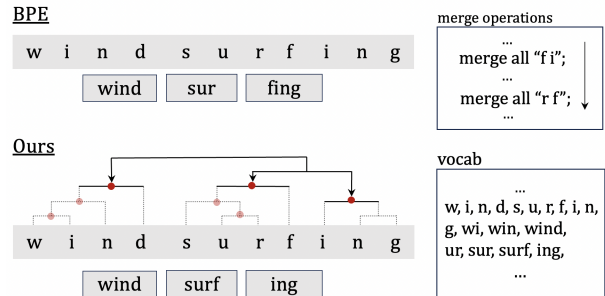 BPE
w i n d s u r f i n g
wind sur fing
merge operations
...
merge all “f i”;
...
merge all “r f”;
...
Ours
w i n d s u r f i n g
wind surf ing
vocab
...
w, i, n, d, s, u, r, f, i, n,
g, wi, win, wind,
ur, sur, surf, ing,
...